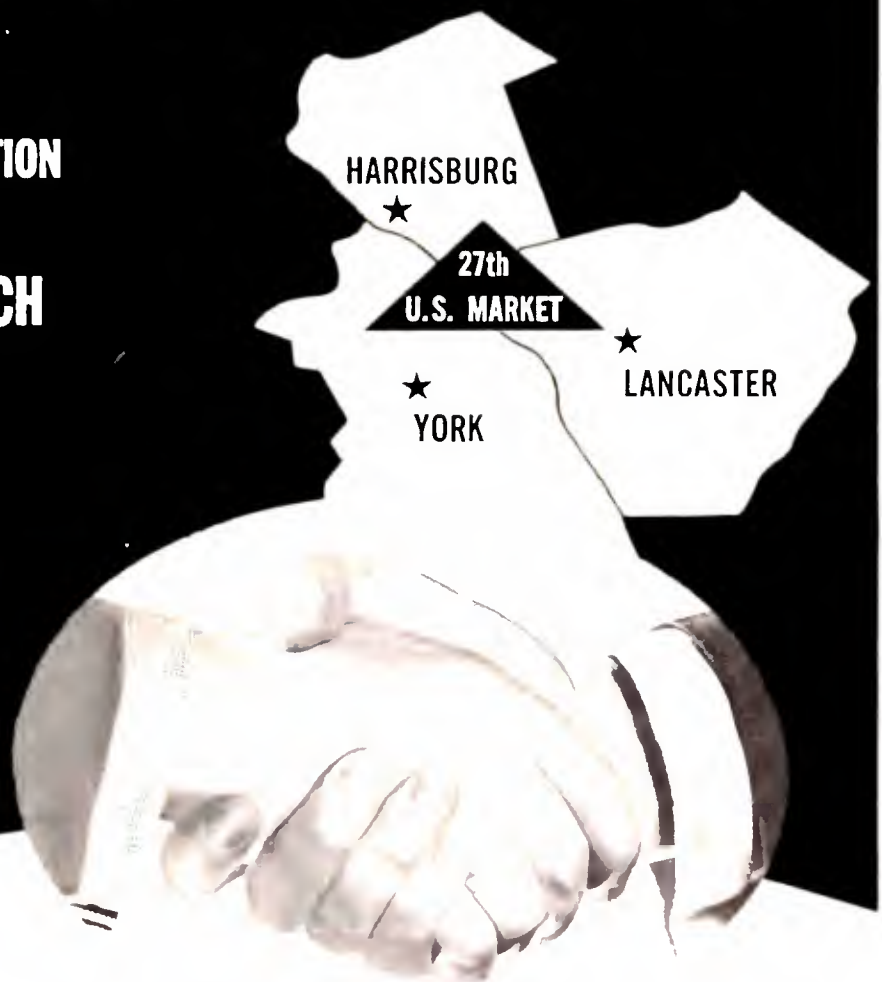 TION
CH
HARRISBURG
27th
U.S. MARKET
LANCASTER
YORK